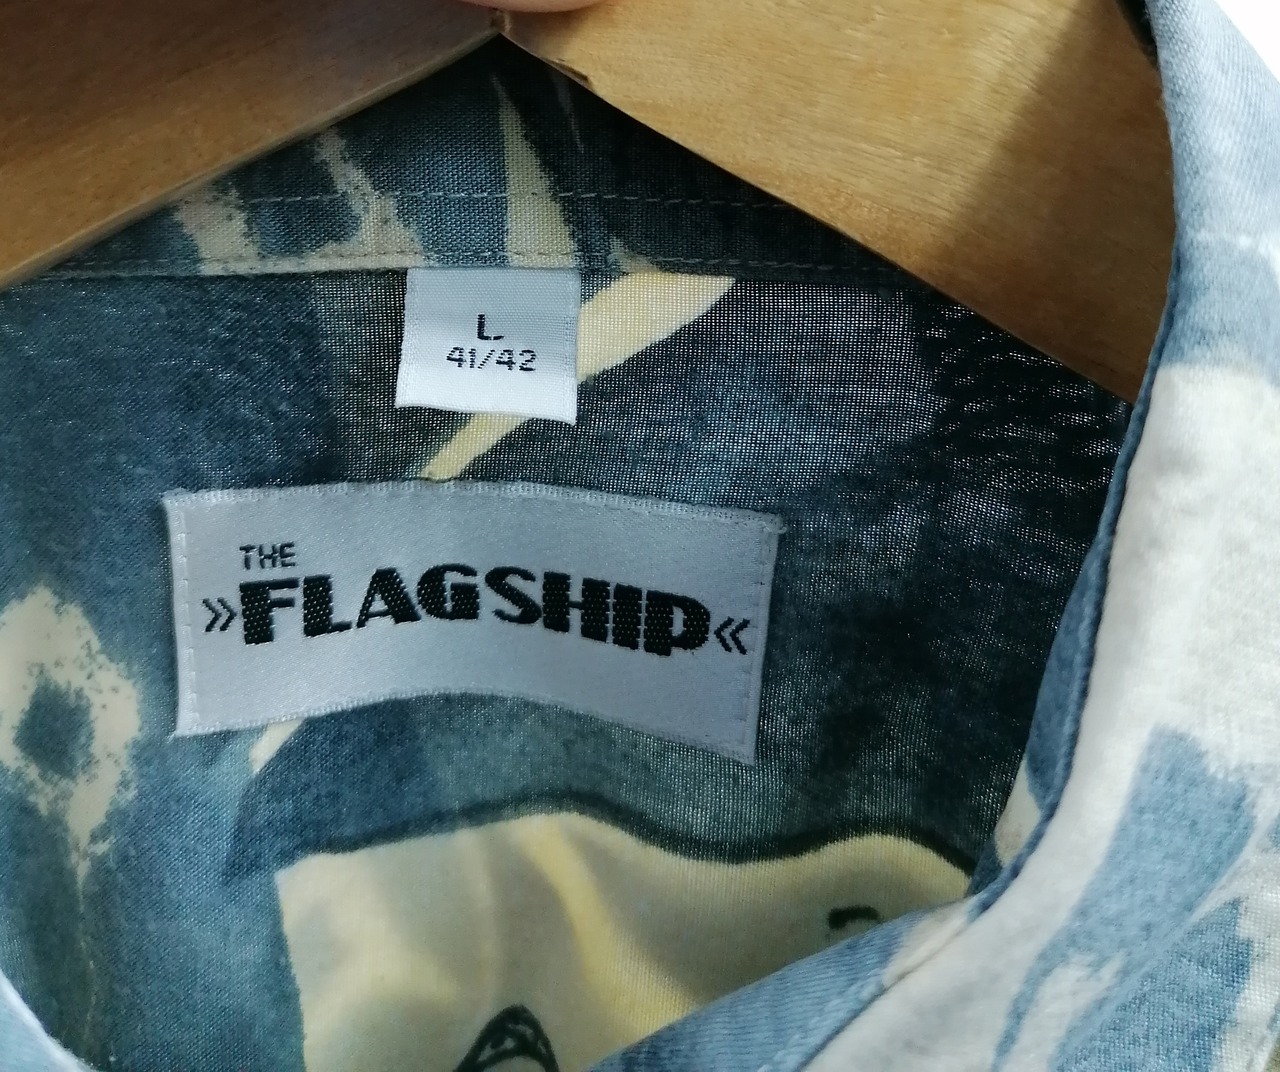 L
41/42
THE
»FLAGSHIP«